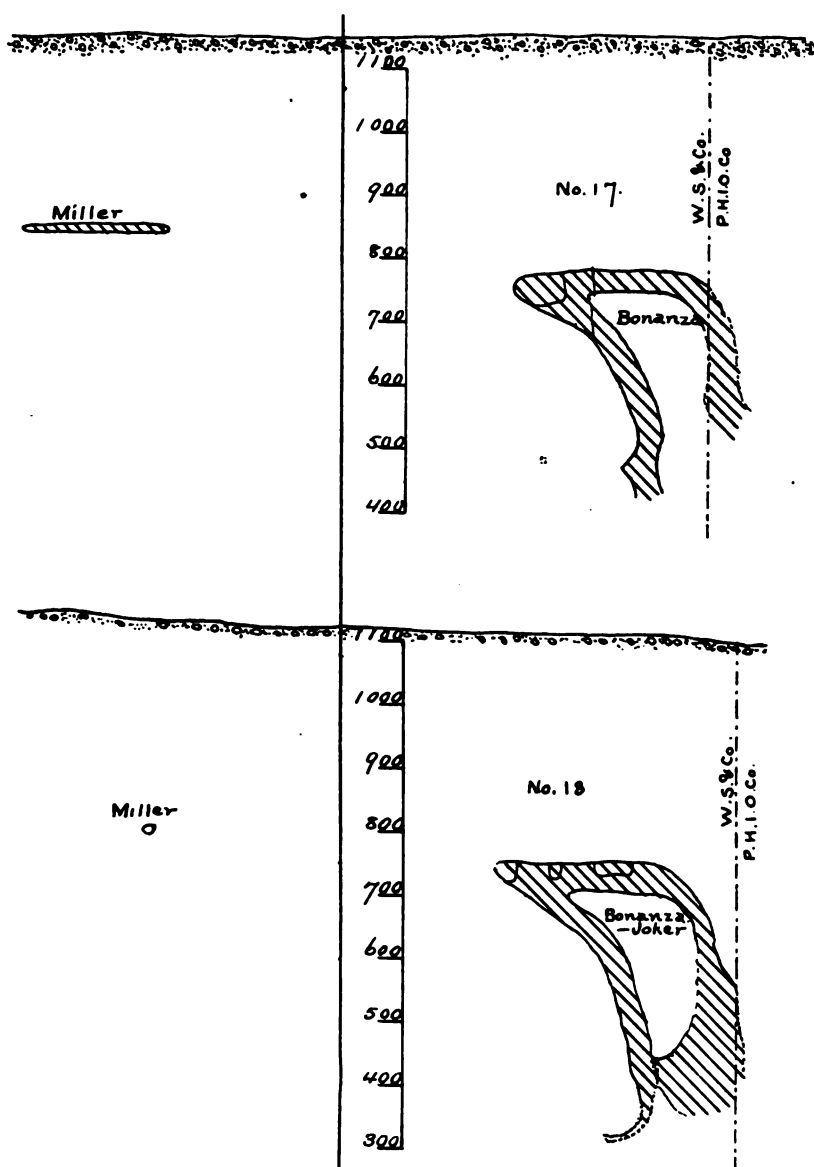 1100
1000
900
800
700
600
500
400
Miller
No. 17.
W. S. & Co.
P. H. I. O. Co
Bonanza
1100
1000
900
800
700
600
500
400
300
Miller
No. 18
W. S. & Co.
P. H. I. O. Co.
Bonanza
-Joker